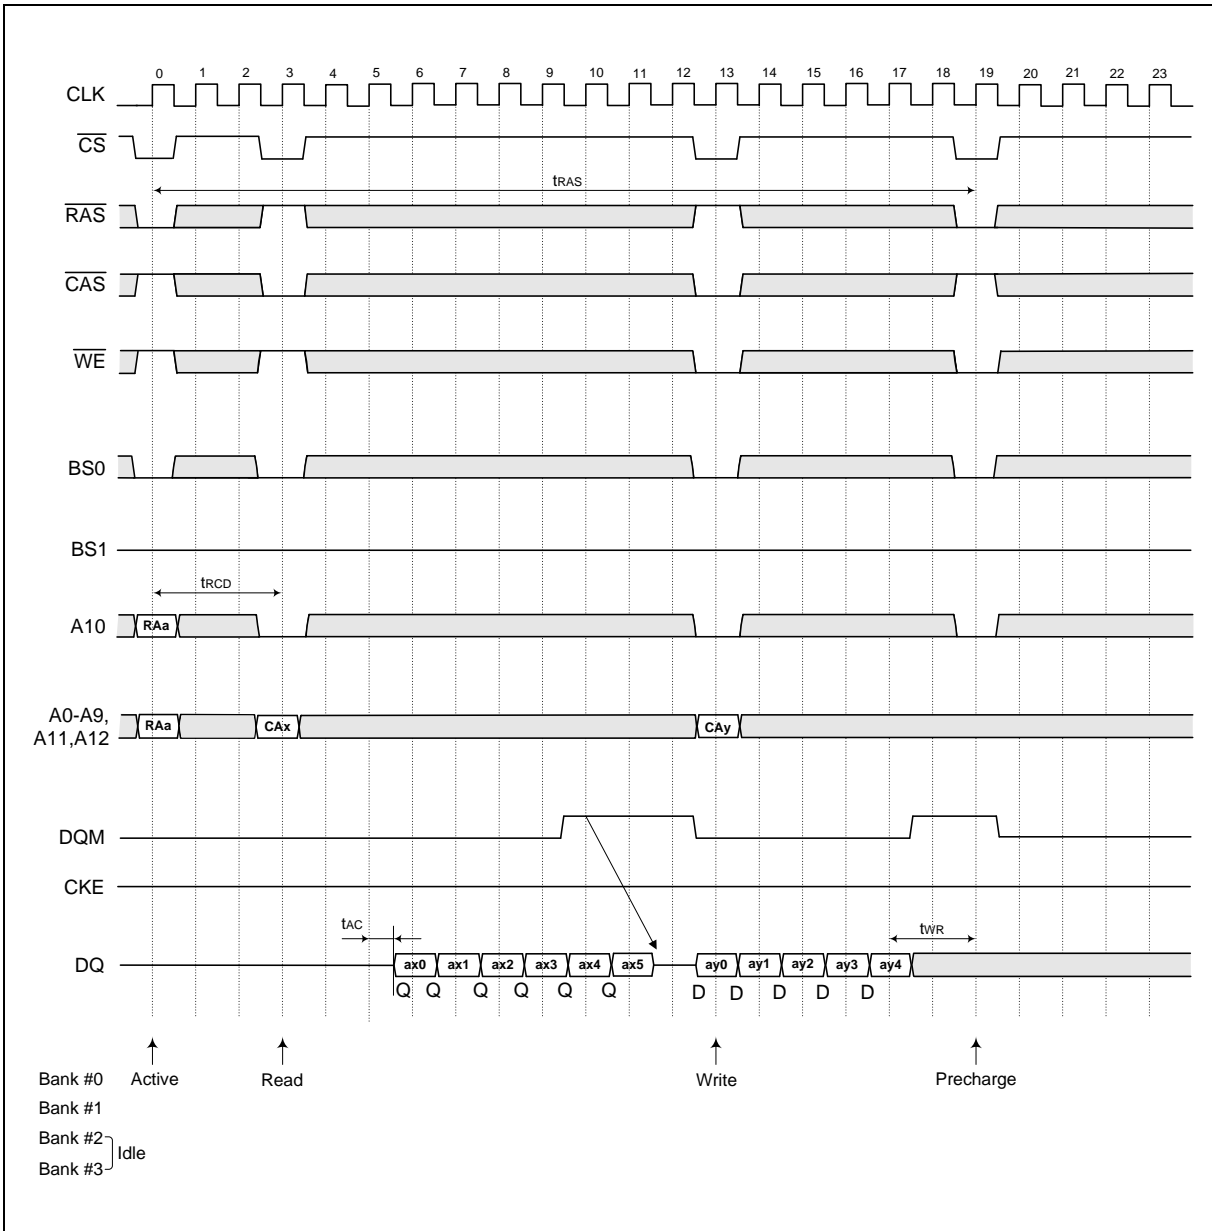 0 1 2 3 4 5 6 7 8 9 10 11 12 13 14 15 16 17 18 19 20 21 22 23
CLK
CS
tRAS
RAS
CAS
WE
BS0
BS1
tRCD
A10 RAa
A0-A9,
A11,A12 RAa CAx CAy
DQM
CKE
tAC tWR
DQ ax0 ax1 ax2 ax3 ax4 ax5 ay0 ay1 ay2 ay3 ay4
Q Q Q Q Q Q D D D D D
Bank #0 Active Read Write Precharge
Bank #1
Bank #2
Idle
Bank #3